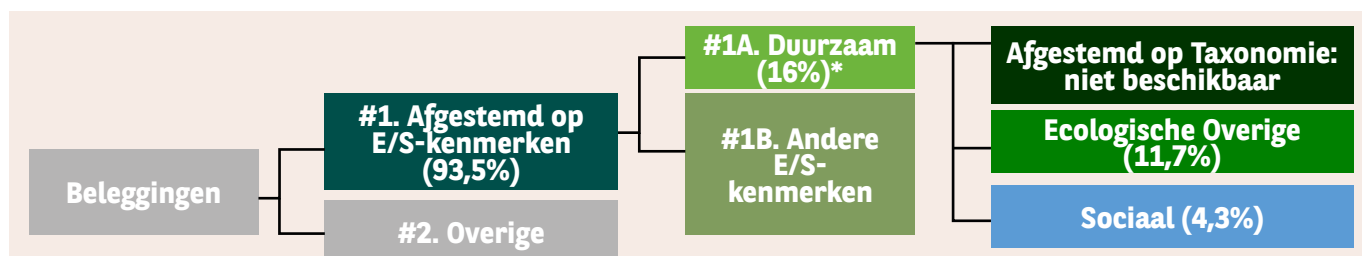 Beleggingen
#1. Afgestemd op
E/S-kenmerken
(93,5%)
#2. Overige
#1A. Duurzaam
(16%)*
#1B. Andere
E/S-
kenmerken
Afgestemd op Taxonomie:
niet beschikbaar
Ecologische Overige
(11,7%)
Sociaal (4,3%)